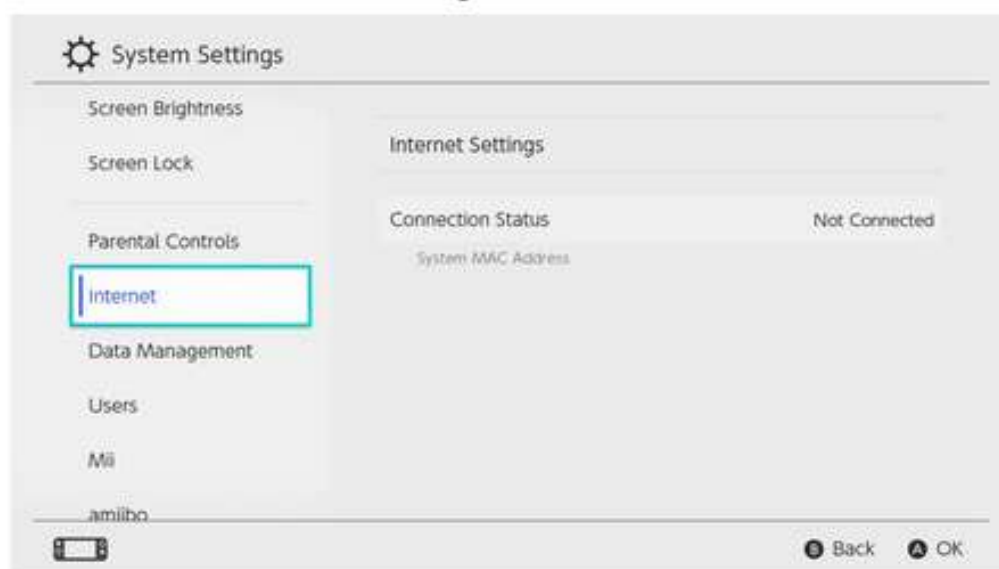 System Settings
Screen Brightness
Screen Lock
Parental Controls
Internet
Data Management
Users
Mii
amiibo
Internet Settings
Connection Status Not Connected
System MAC Address
B Back A OK